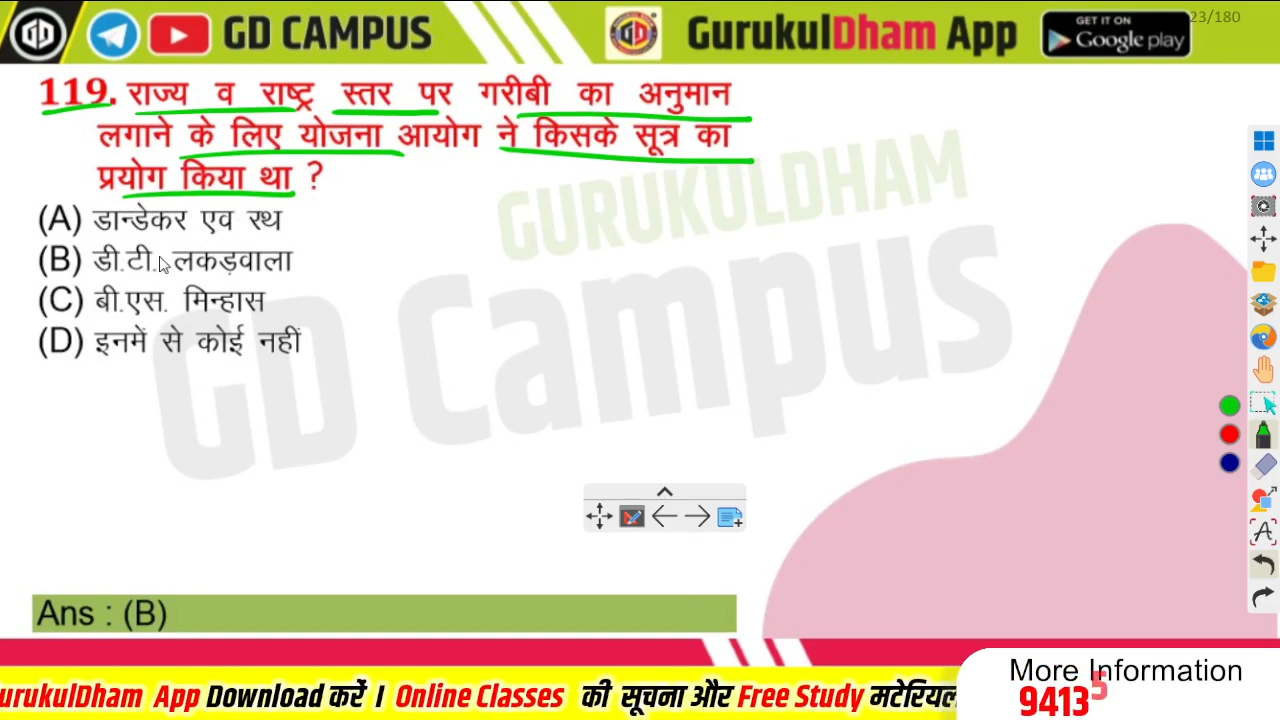 GD CAMPUS
GD
GurukulDham App
GET IT ON
Google play
23/180
119. राज्य व राष्ट्र स्तर पर गरीबी का अनुमान
लगाने के लिए योजना आयोग ने किसके सूत्र का
प्रयोग किया था ?
(A) डान्डेकर एव रथ
(B) डी.टी. लकड़वाला
(C) बी.एस. मिन्हास
(D) इनमें से कोई नहीं
GURUKULDHAM
GD Campus
Ans : (B)
urukulDham App Download करें । Online Classes की सूचना और Free Study मटेरियल
More Information
94135